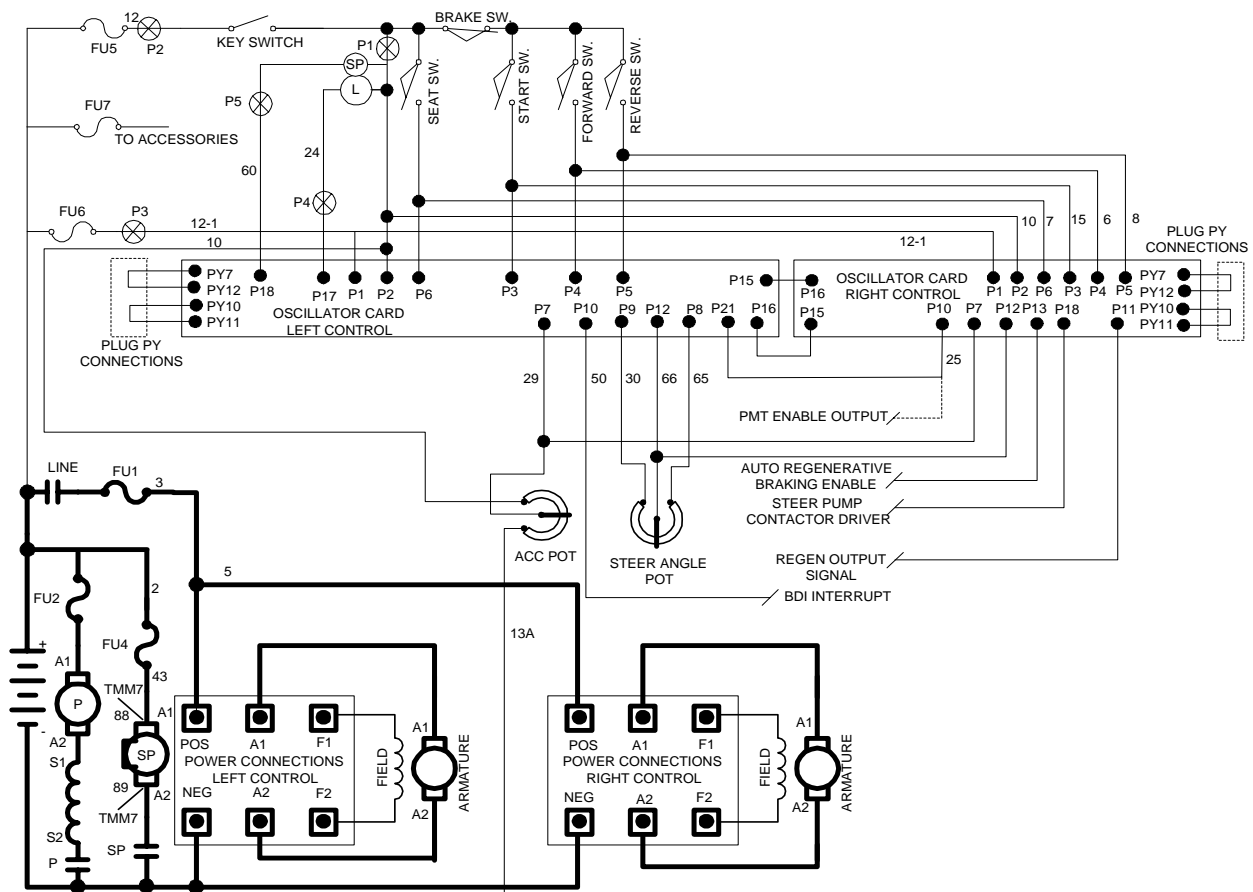 12
BRAKE SW.
FU5
P2
KEY SWITCH
P1
SP
L
SEAT SW.
START SW.
FORWARD SW.
REVERSE SW.
P5
FU7
TO ACCESSORIES
24
60
P4
FU6
P3
12-1
10
10
7
15
6
8
12-1
PLUG PY
CONNECTIONS
PY7
PY12
PY10
PY11
P18
P17
P1
P2
P6
P3
P4
P5
OSCILLATOR CARD
LEFT CONTROL
P7
P10
P9
P12
P8
P21
P16
P15
P16
P15
OSCILLATOR CARD
RIGHT CONTROL
P1
P2
P6
P3
P4
P5
P10
P7
P12
P13
P18
P11
PY7
PY12
PY10
PY11
PLUG PY
CONNECTIONS
29
50
30
66
65
25
PMT ENABLE OUTPUT
AUTO REGENERATIVE
BRAKING ENABLE
STEER PUMP
CONTACTOR DRIVER
REGEN OUTPUT
SIGNAL
BDI INTERRUPT
ACC POT
STEER ANGLE
POT
LINE
FU1
3
5
2
13A
FU2
FU4
43
+
-
A1
P
A2
S1
S2
P
TMM7
88
A1
SP
89
A2
TMM7
SP
POS
A1
F1
POWER CONNECTIONS
LEFT CONTROL
NEG
A2
F2
FIELD
A1
A2
ARMATURE
POS
A1
F1
POWER CONNECTIONS
RIGHT CONTROL
NEG
A2
F2
FIELD
A1
A2
ARMATURE